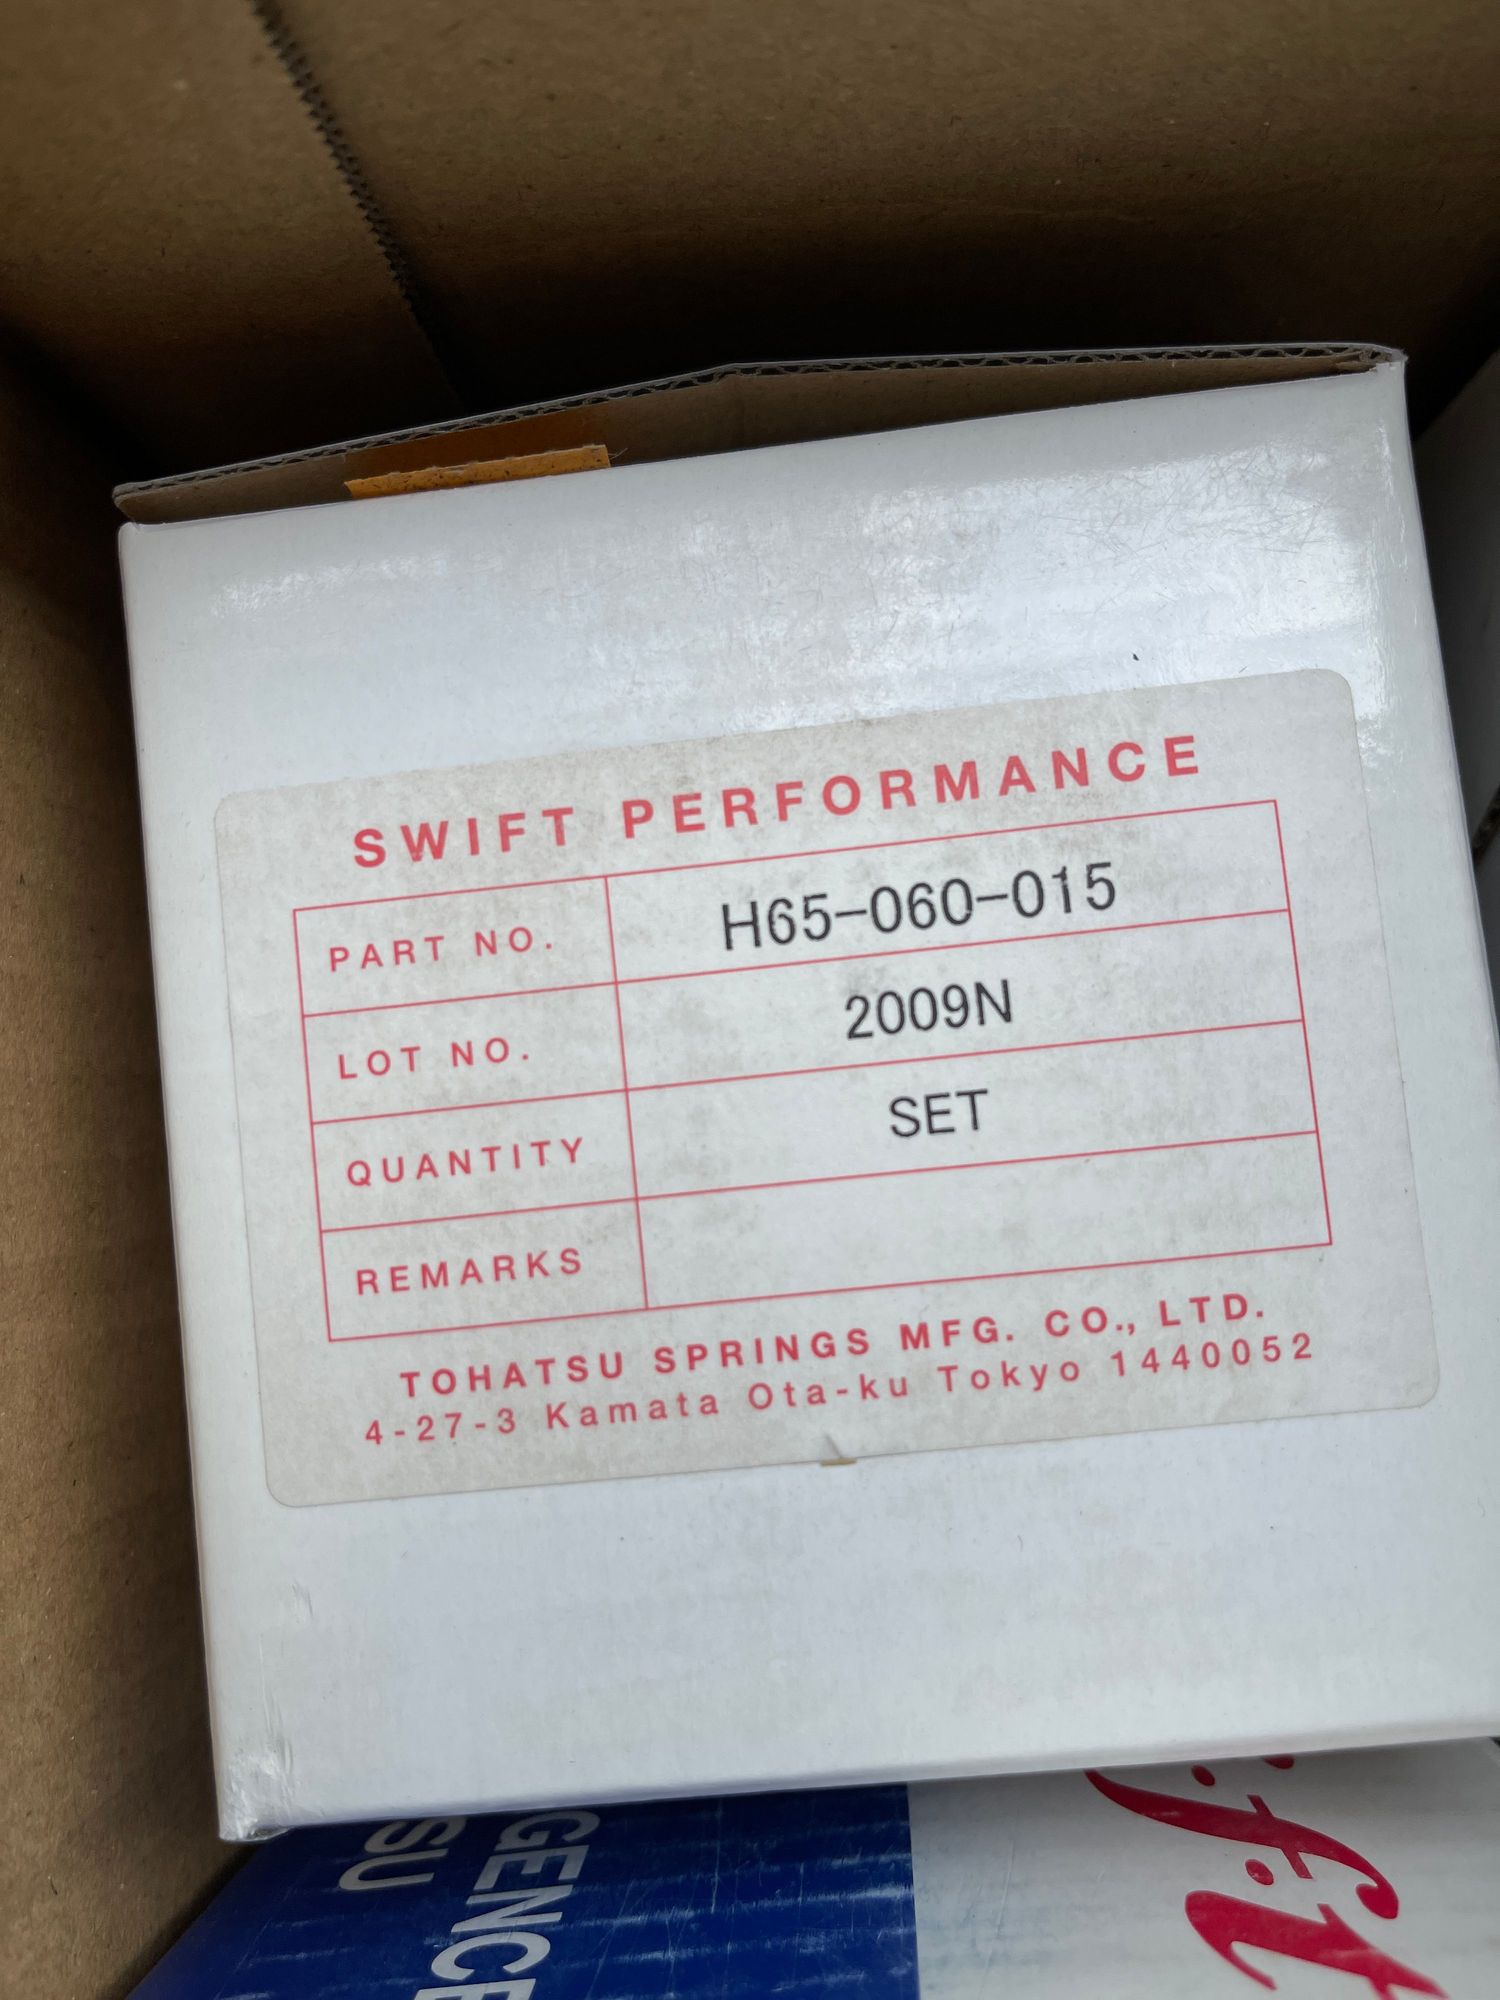 SWIFT PERFORMANCE
PART NO. H65-060-015
LOT NO. 2009N
QUANTITY SET
REMARKS
TOHATSU SPRINGS MFG. CO., LTD.
4-27-3 Kamata Ota-ku Tokyo 1440052